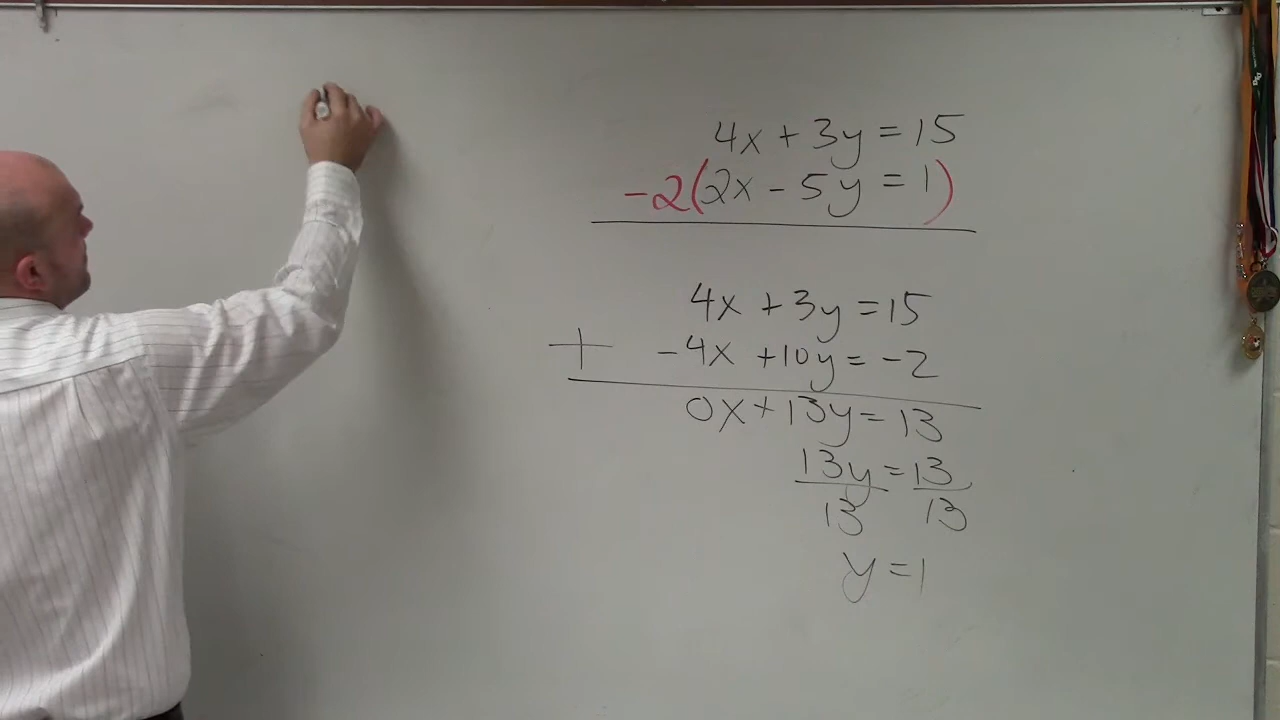 4x + 3y = 15
-2(2x - 5y = 1)
4x + 3y = 15
+ -4x + 10y = -2
0x + 13y = 13
13y = 13
13 13
y = 1